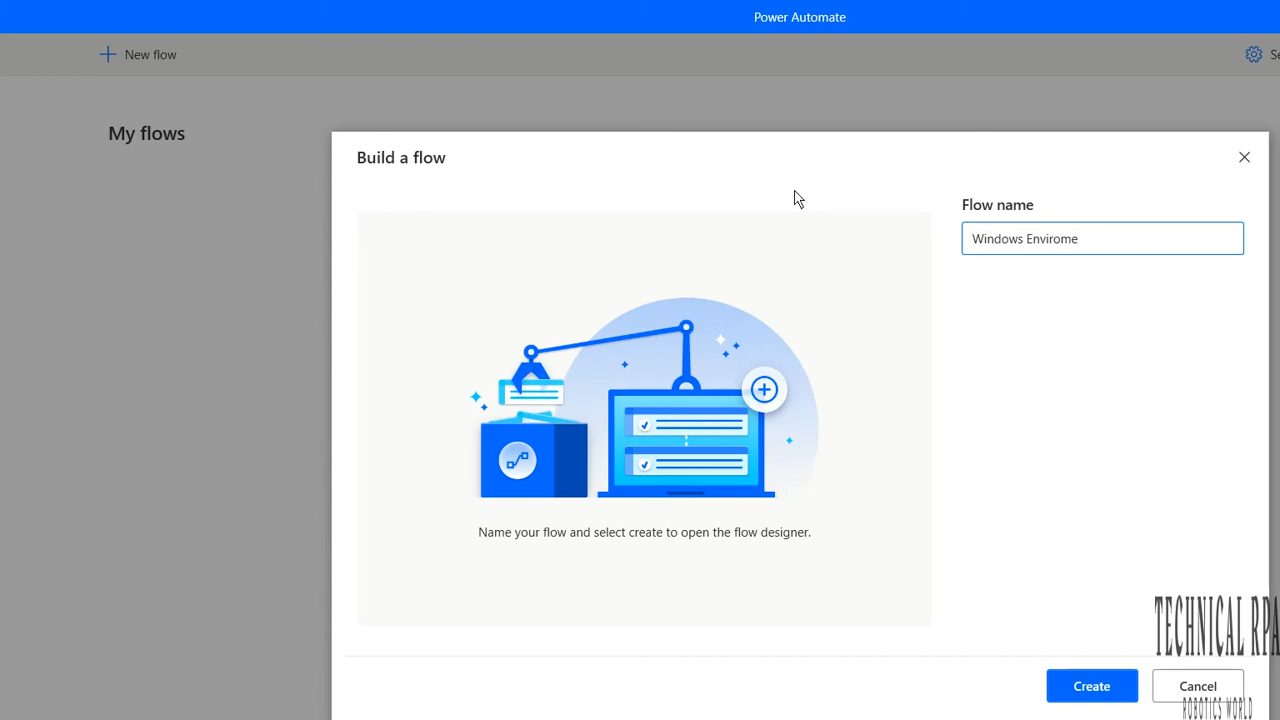 Power Automate
New flow
Se
My flows
Build a flow
Flow name
Windows Envirome
Name your flow and select create to open the flow designer.
TECHNICAL RPA
Create
Cancel
ROBOTICS WORLD